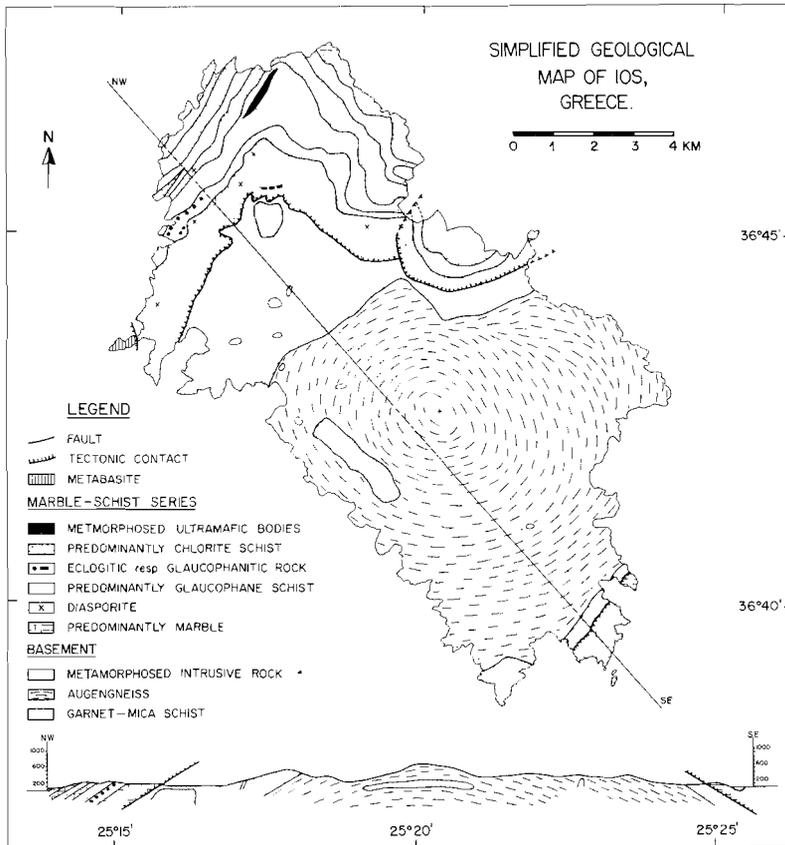 SIMPLIFIED GEOLOGICAL
MAP OF IOS,
GREECE.
0 1 2 3 4 KM
N
NW
36°45'
LEGEND
FAULT
TECTONIC CONTACT
METABASITE
MARBLE-SCHIST SERIES
METMORPHOSED ULTRAMAFIC BODIES
PREDOMINANTLY CHLORITE SCHIST
ECLOGITIC resp GLAUCOPHANITIC ROCK
PREDOMINANTLY GLAUCOPHANE SCHIST
x DIASPORITE
PREDOMINANTLY MARBLE
36°40'
BASEMENT
METAMORPHOSED INTRUSIVE ROCK
AUGENGNEISS
GARNET-MICA SCHIST
SE
NW
1000
600
200
SE
1000
600
200
25°15' 25°20' 25°25'